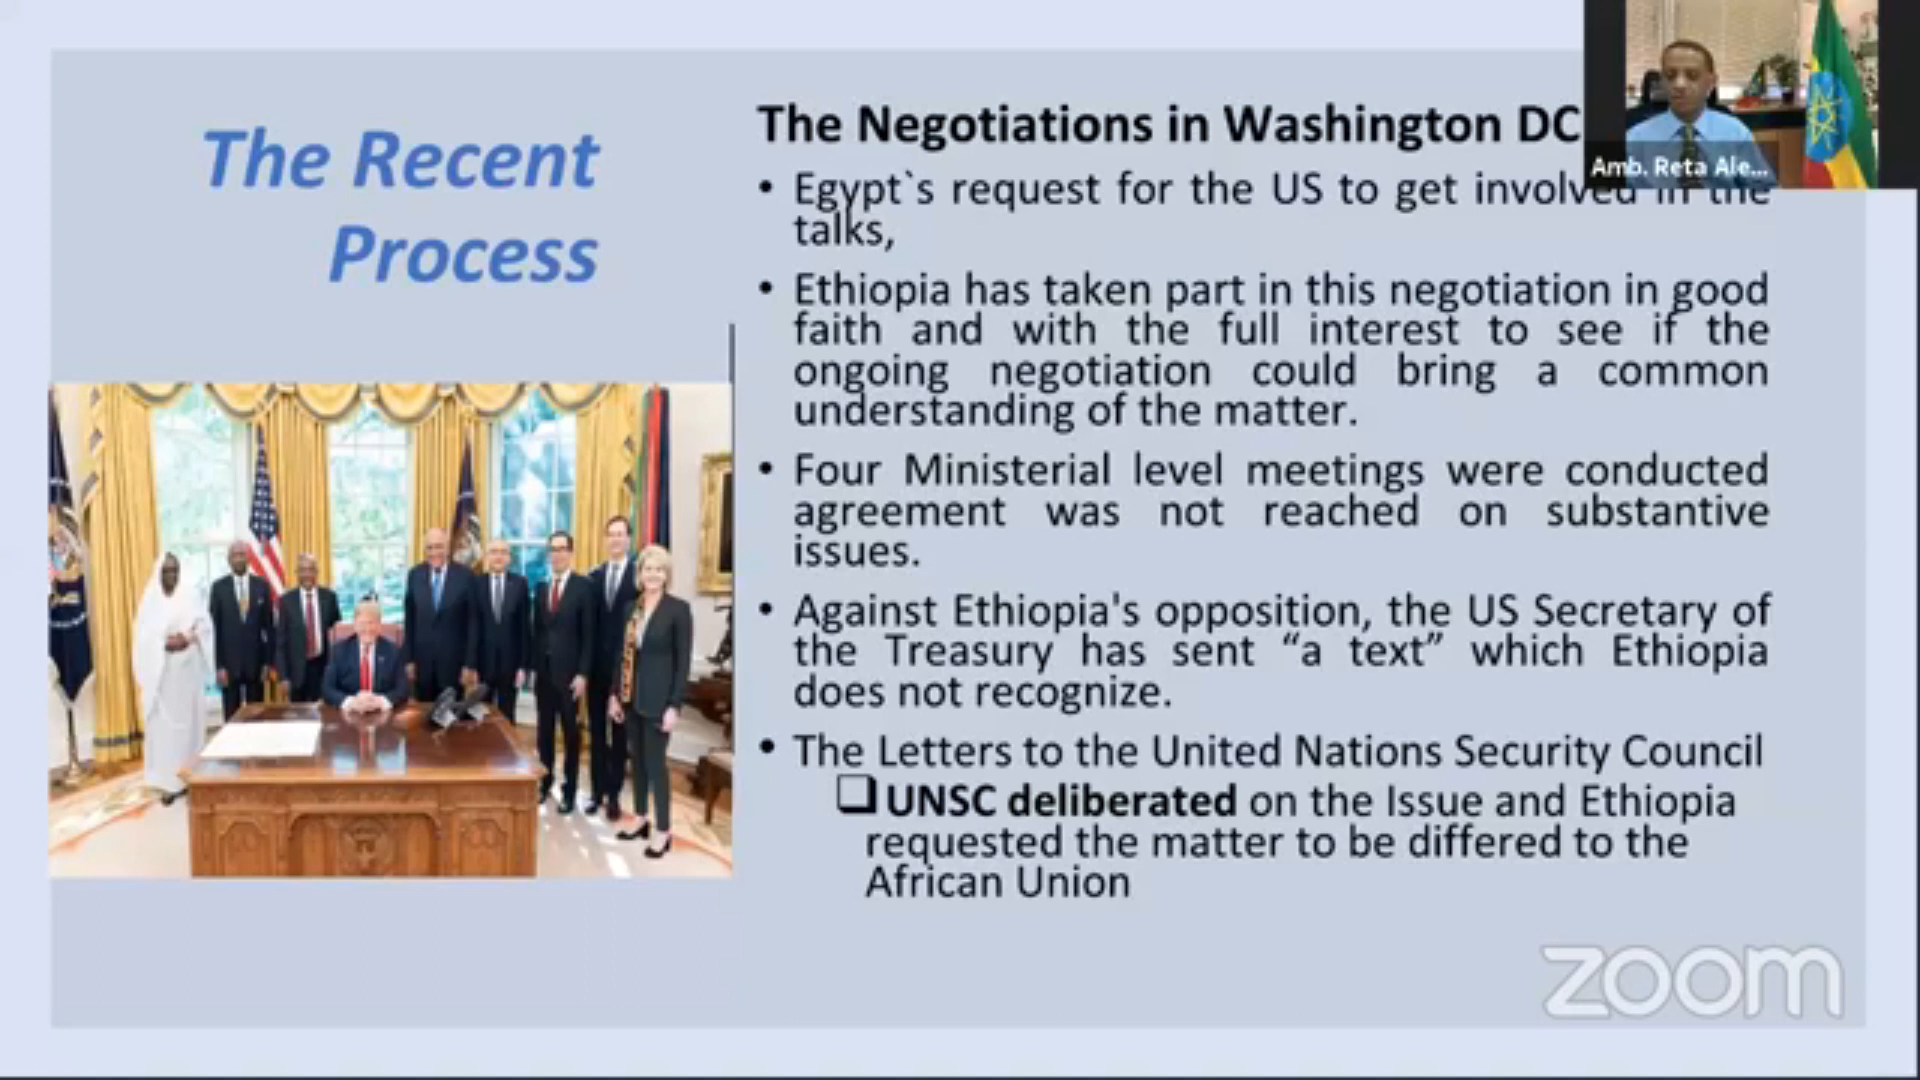 The Recent
Process
The Negotiations in Washington DC
• Egypt`s request for the US to get involved in the
talks,
• Ethiopia has taken part in this negotiation in good
faith and with the full interest to see if the
ongoing negotiation could bring a common
understanding of the matter.
• Four Ministerial level meetings were conducted
agreement was not reached on substantive
issues.
• Against Ethiopia's opposition, the US Secretary of
the Treasury has sent “a text” which Ethiopia
does not recognize.
• The Letters to the United Nations Security Council
❑ UNSC deliberated on the Issue and Ethiopia
requested the matter to be differed to the
African Union
Amb. Reta Ale...
zoom